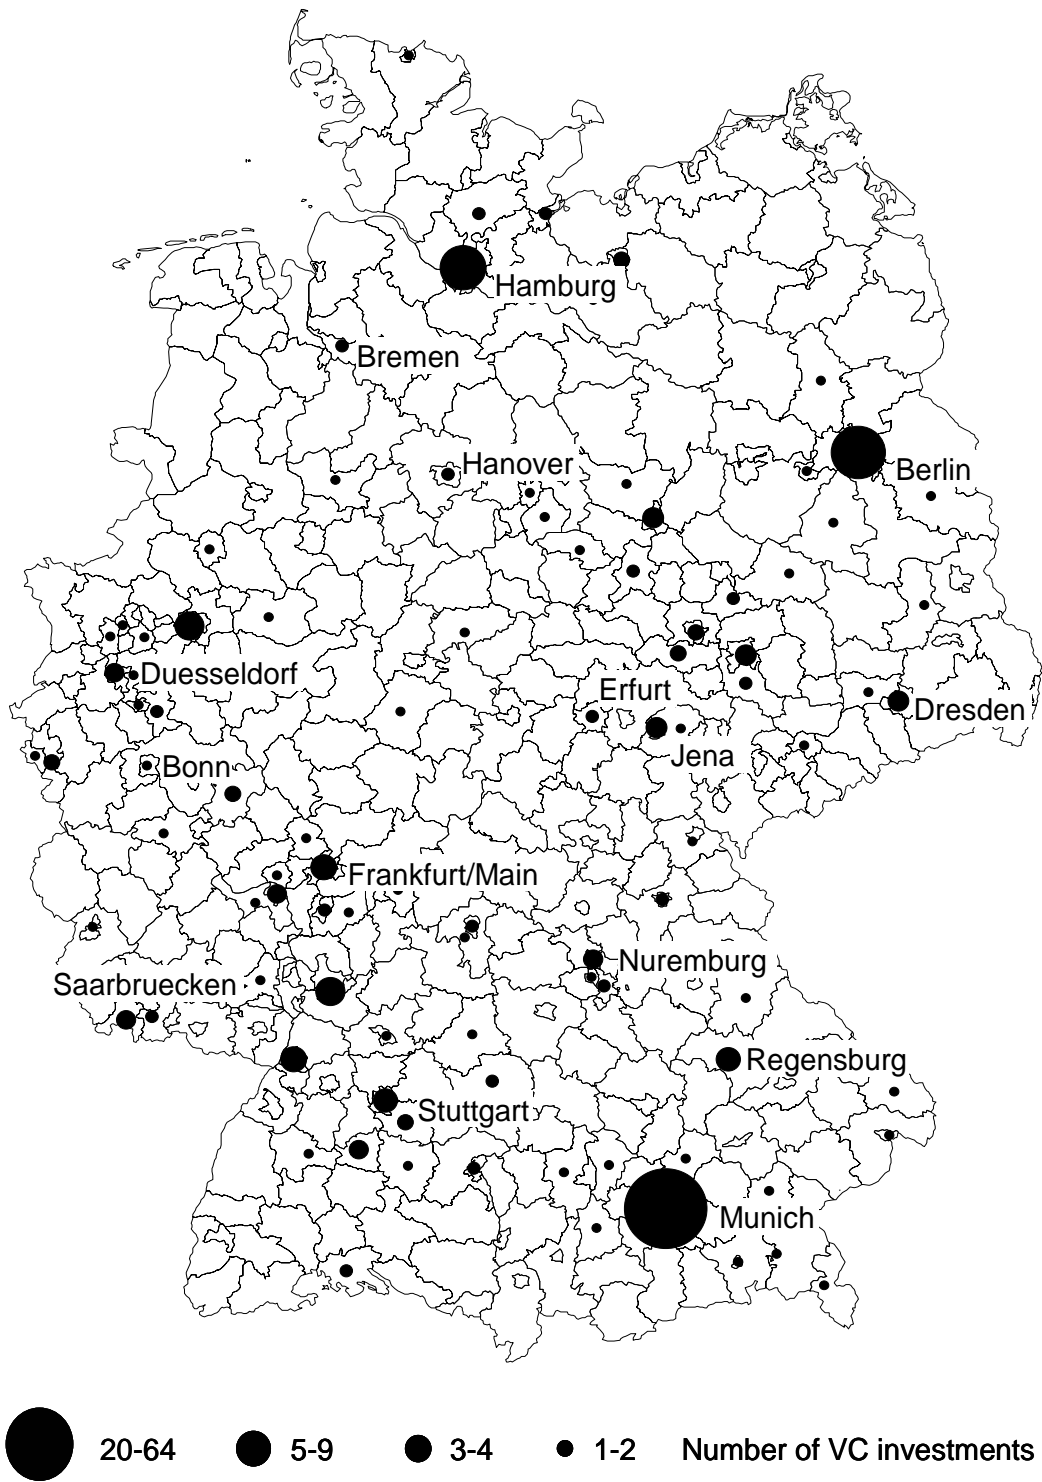 Hamburg
Bremen
Hanover
Berlin
Duesseldorf
Erfurt
Dresden
Jena
Bonn
Frankfurt/Main
Nuremburg
Saarbruecken
Regensburg
Stuttgart
Munich
20-64 5-9 3-4 1-2 Number of VC investments